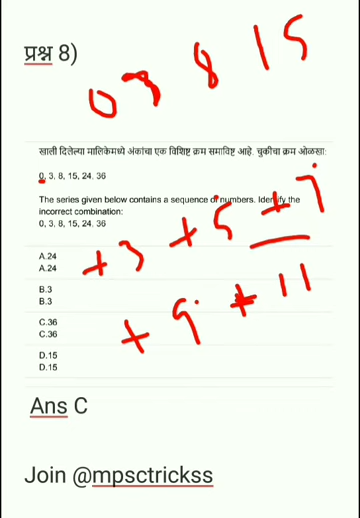 प्रश्न 8)
0 3 8 15
खाली दिलेल्या मालिकेमध्ये अंकांचा एक विशिष्ट क्रम समाविष्ट आहे. चुकीचा क्रम ओळखा:
0, 3, 8, 15, 24. 36
The series given below contains a sequence of numbers. Identify the
incorrect combination:
0, 3, 8, 15, 24. 36
+3 +5 +7
A.24
A.24
B.3
B.3
+9 +11
C.36
C.36
D.15
D.15
Ans C
Join @mpsctrickss